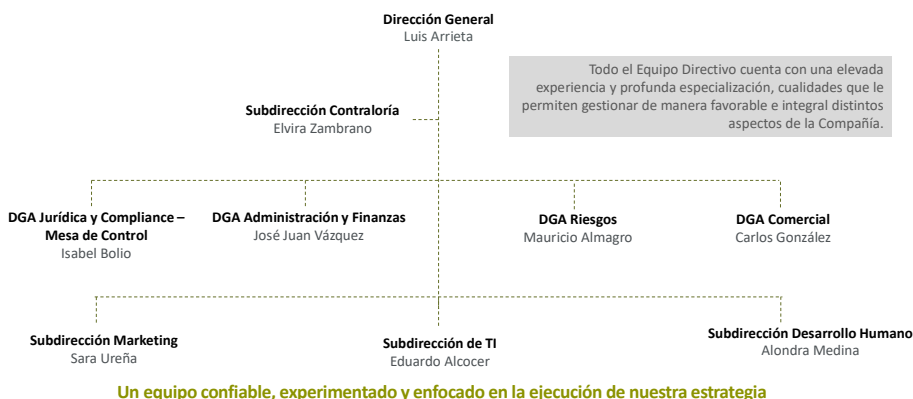 Dirección General
Luis Arrieta
Todo el Equipo Directivo cuenta con una elevada
experiencia y profunda especialización, cualidades que le
permiten gestionar de manera favorable e integral distintos
aspectos de la Compañía.
Subdirección Contraloría
Elvira Zambrano
DGA Jurídica y Compliance –
Mesa de Control
Isabel Bolio
DGA Administración y Finanzas
José Juan Vázquez
DGA Riesgos
Mauricio Almagro
DGA Comercial
Carlos González
Subdirección Marketing
Sara Ureña
Subdirección de TI
Eduardo Alcocer
Subdirección Desarrollo Humano
Alondra Medina
Un equipo confiable, experimentado y enfocado en la ejecución de nuestra estrategia